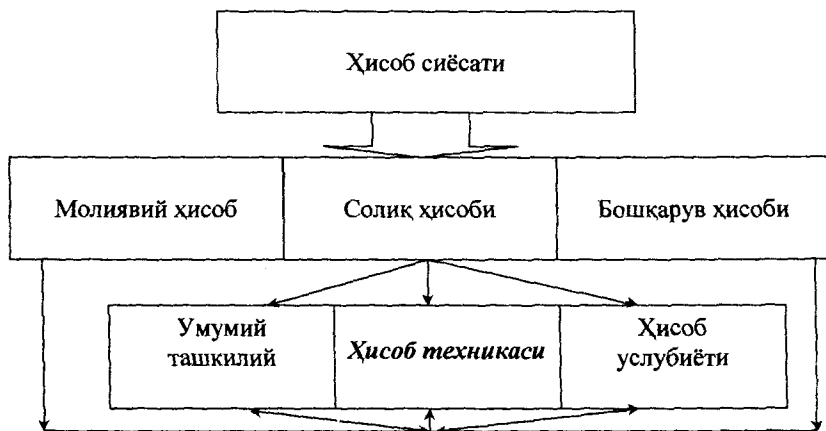 Ҳисоб сиёсати
Молиявий ҳисоб
Солиқ ҳисоби
Бошқарув ҳисоби
Умумий
ташкилий
Ҳисоб техникаси
Ҳисоб
услубиёти